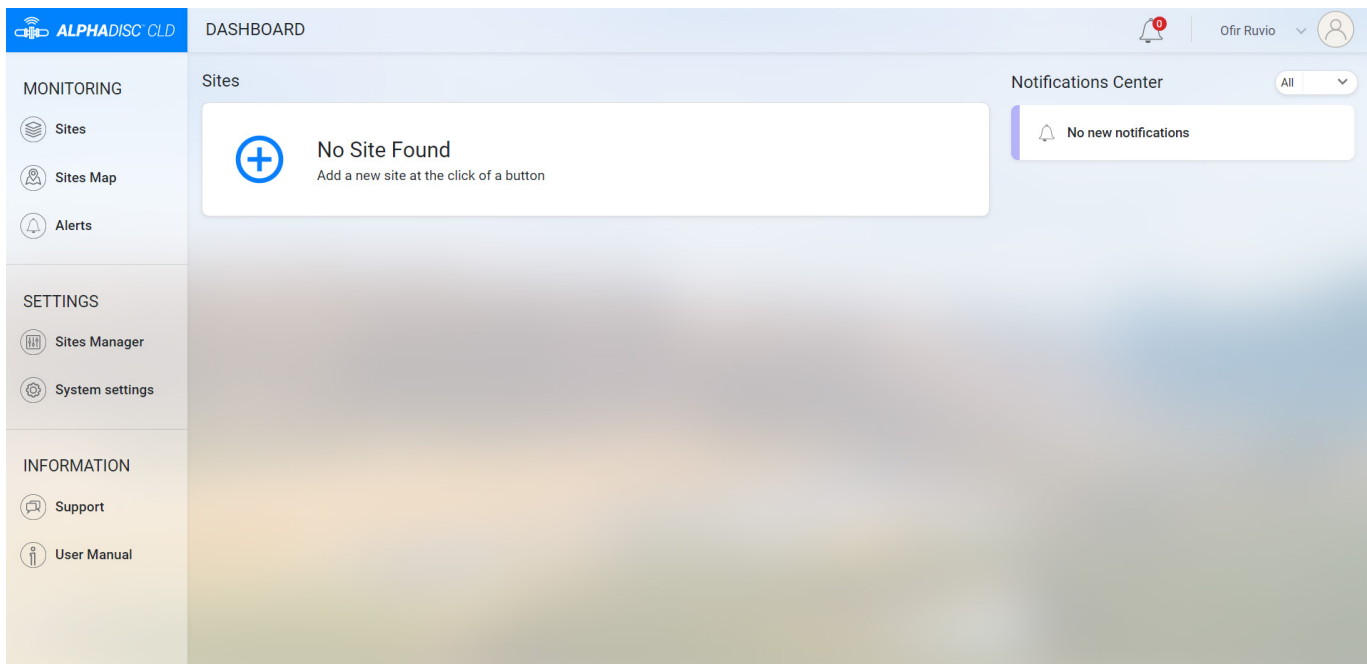 ALPHADISC CLD
DASHBOARD
0
Ofir Ruvio
MONITORING
Sites
Sites Map
Alerts
SETTINGS
Sites Manager
System settings
INFORMATION
Support
User Manual
Sites
No Site Found
Add a new site at the click of a button
Notifications Center
All
No new notifications